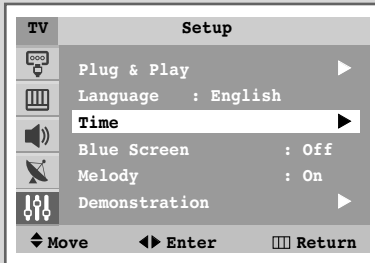 TV Setup
Plug & Play
Language : English
Time
Blue Screen : Off
Melody : On
Demonstration
Move Enter Return